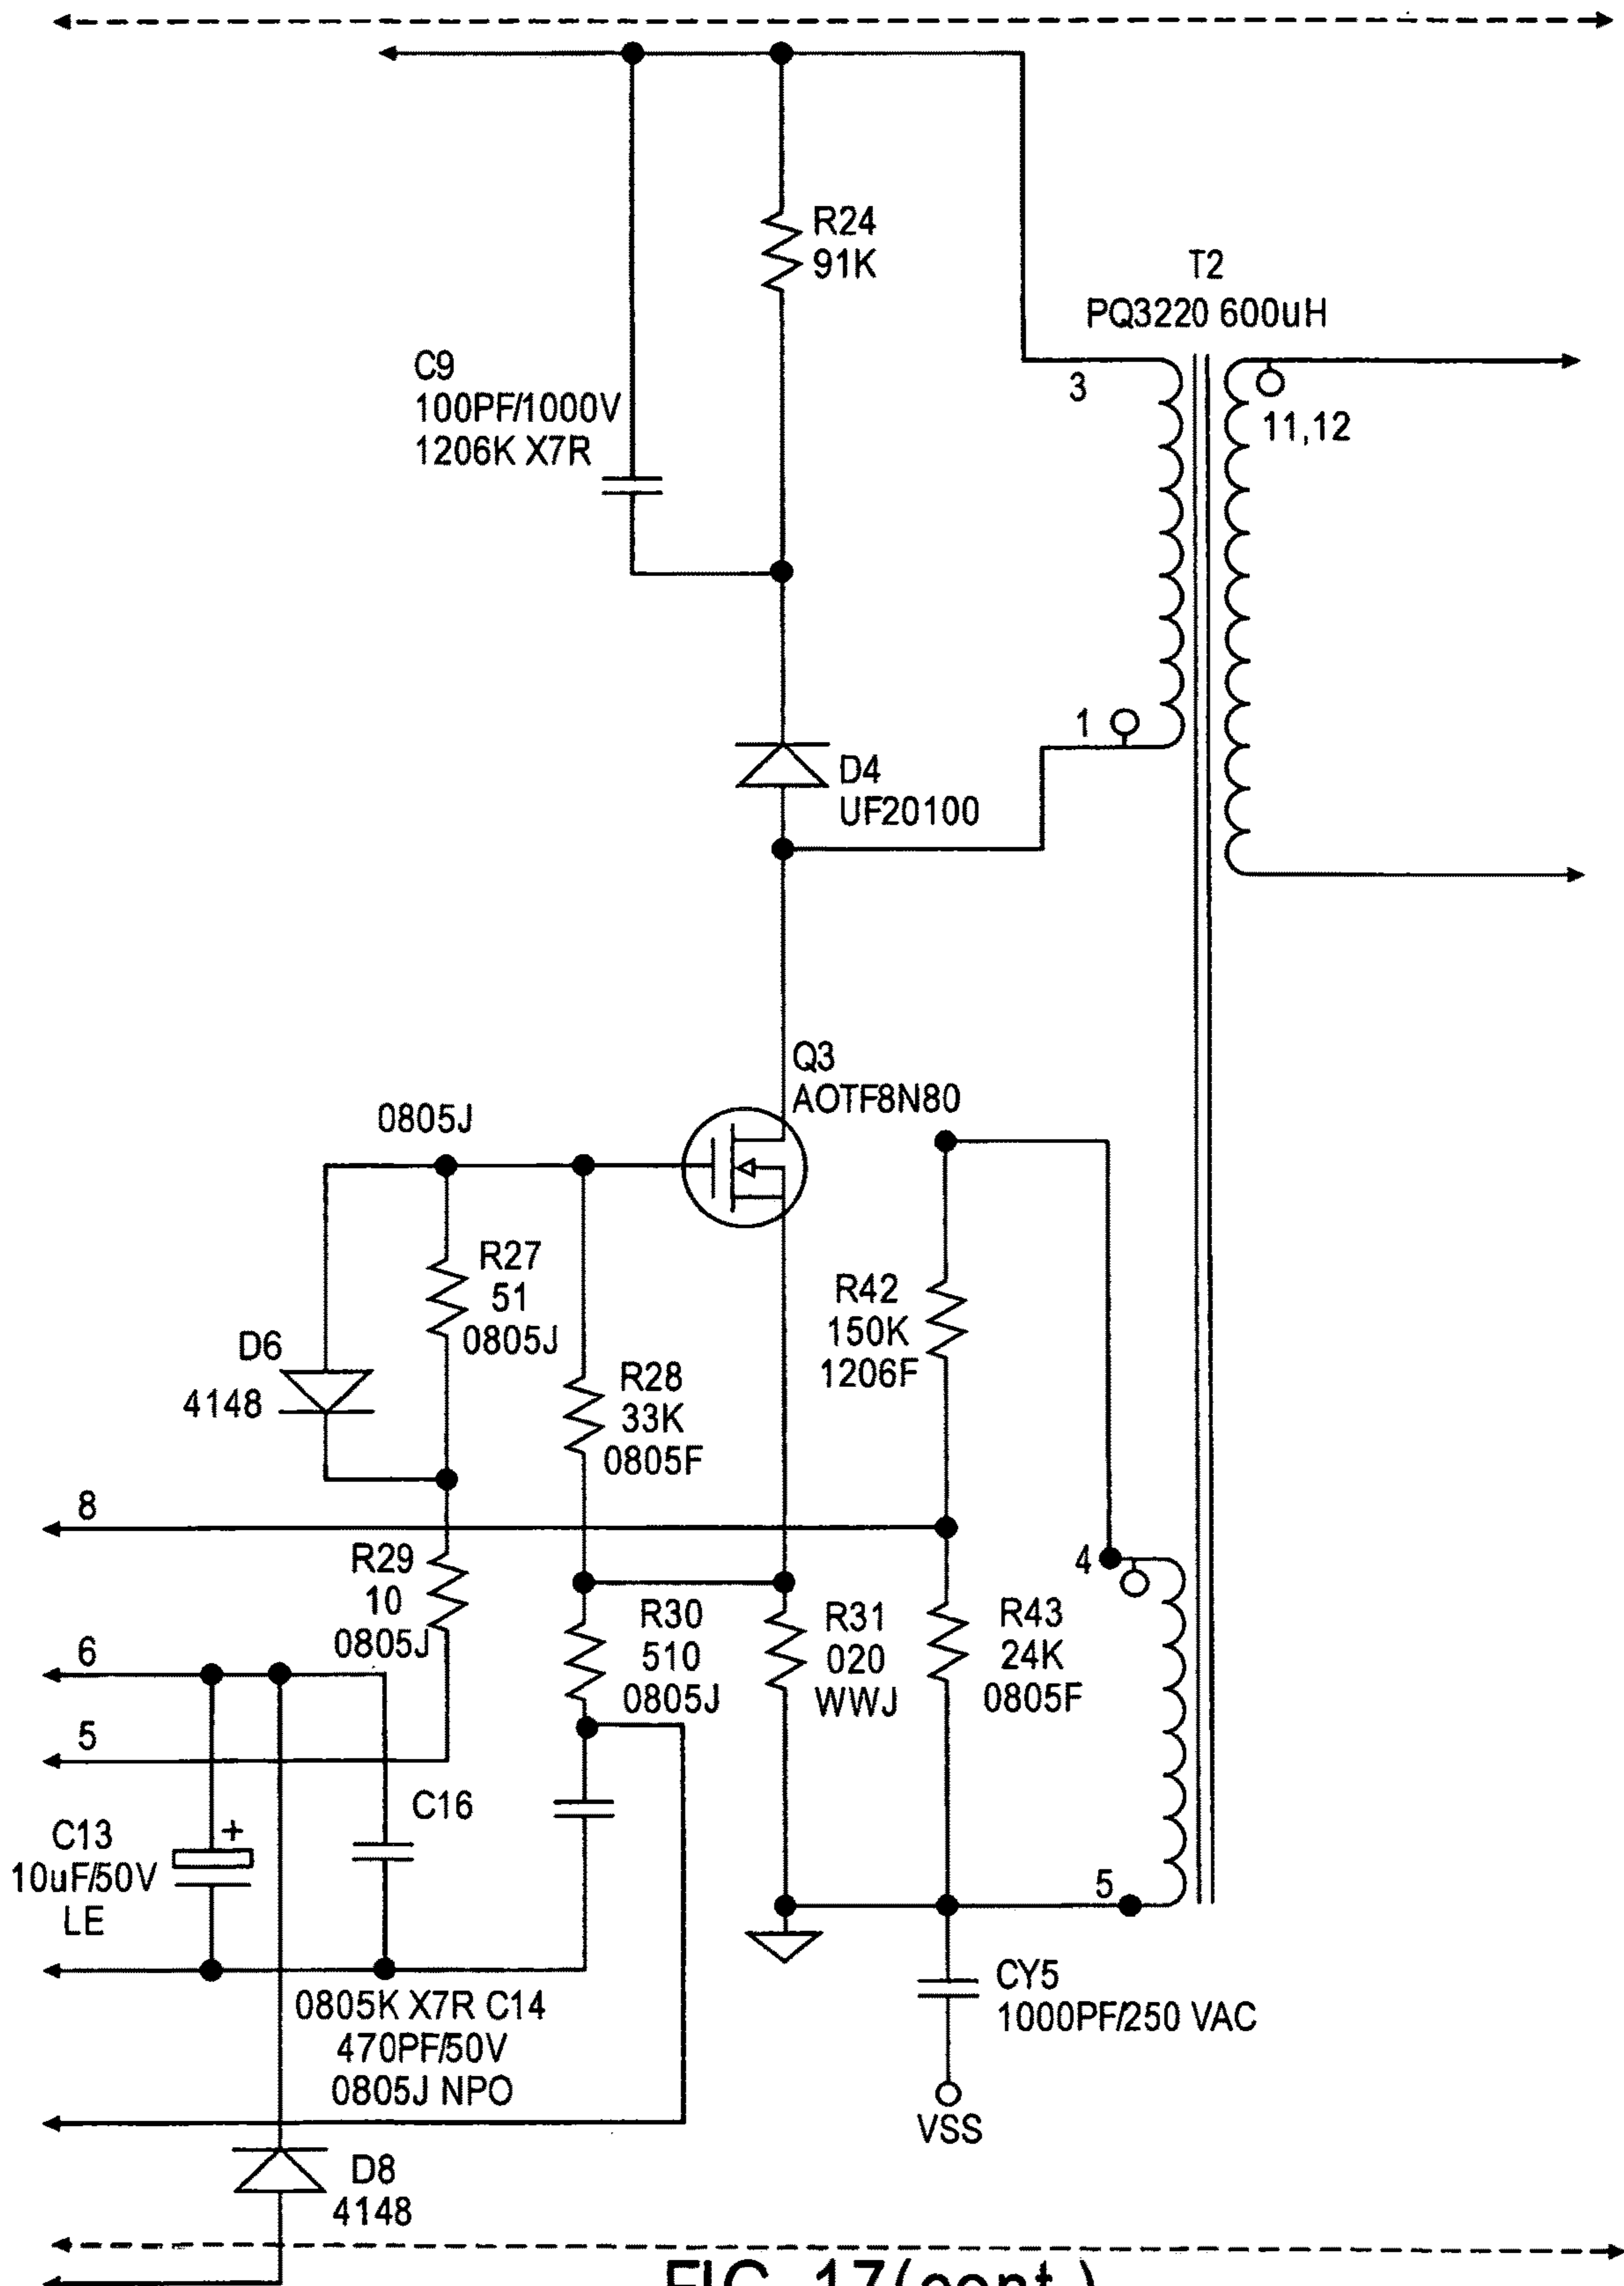 R24
91K
T2
PQ3220 600uH
C9
100PF/1000V
1206K X7R
3
11,12
1
D4
UF20100
Q3
AOTF8N80
0805J
R27
51
0805J
R42
150K
1206F
D6
4148
R28
33K
0805F
8
4
R29
10
0805J
R30
510
0805J
R31
020
WWJ
R43
24K
0805F
6
5
C16
C13
+
10uF/50V
LE
5
0805K X7R C14
470PF/50V
0805J NPO
CY5
1000PF/250 VAC
VSS
D8
4148
FIG. 17(cont.)